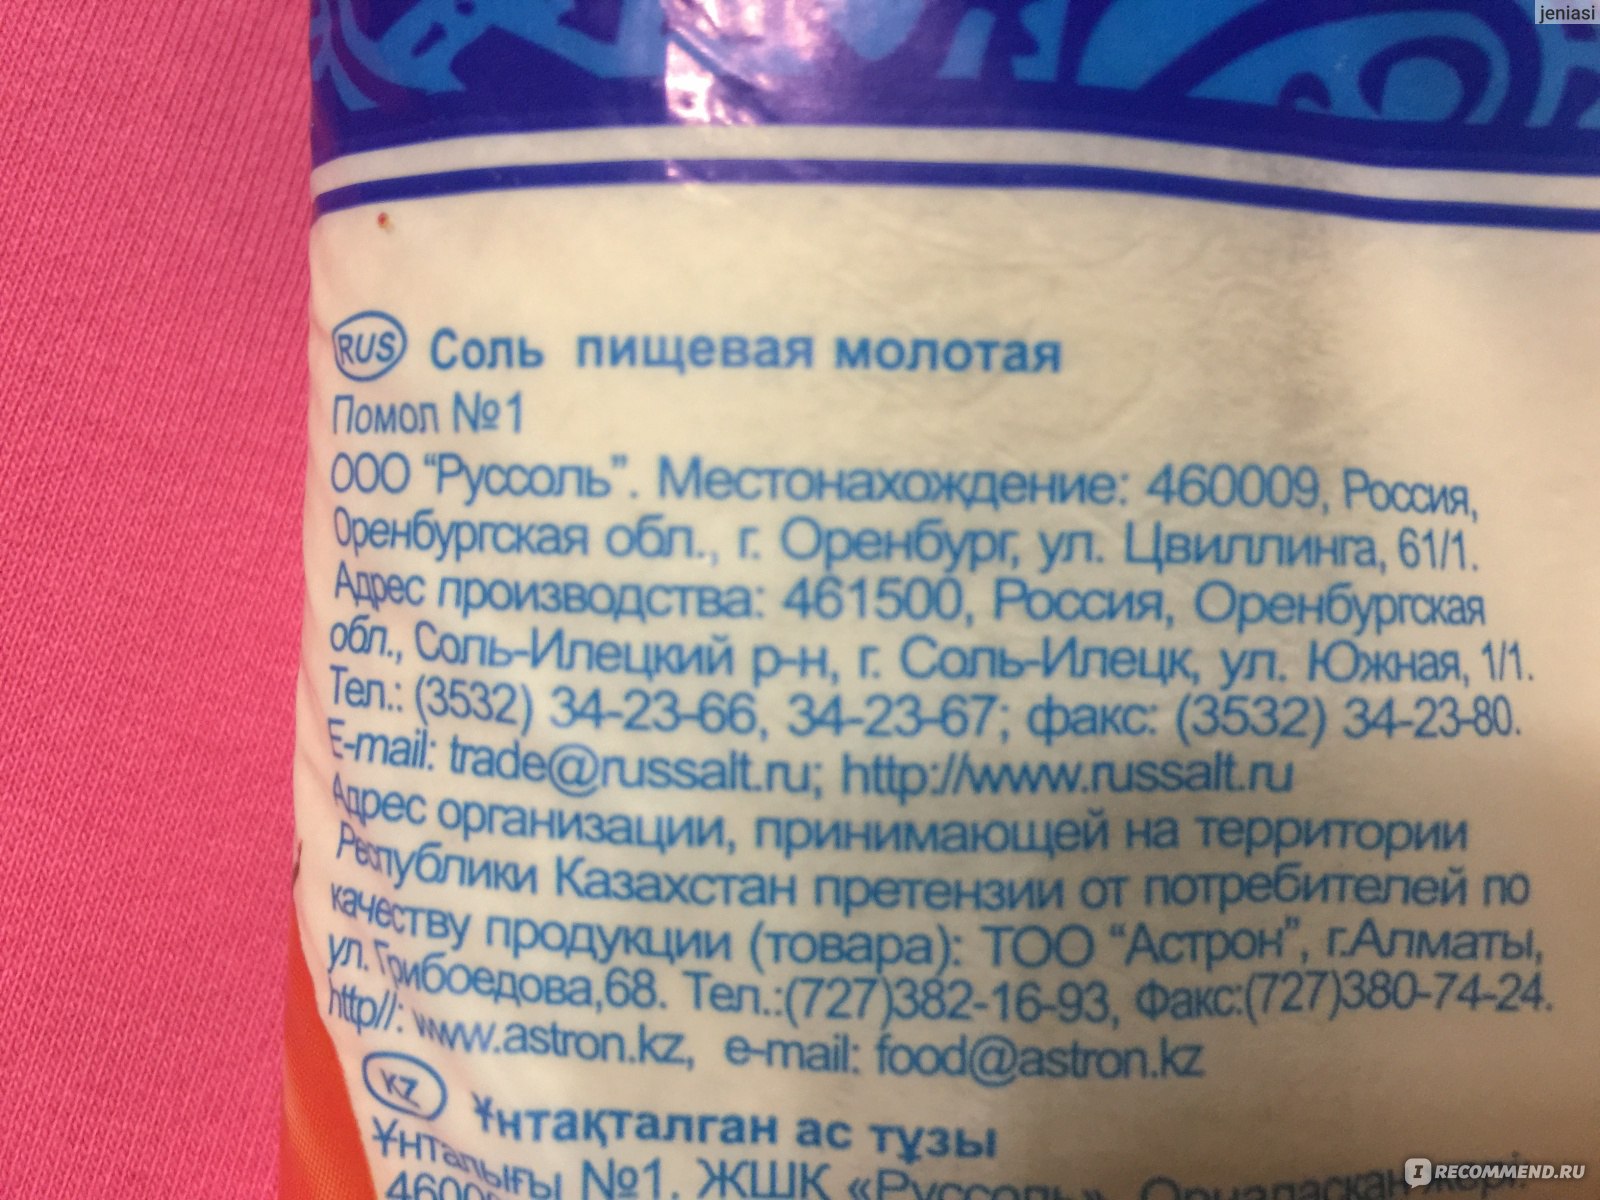 jeniasi
RUS Соль пищевая молотая
Помол №1
ООО “Руссоль”. Местонахождение: 460009, Россия,
Оренбургская обл., г. Оренбург, ул. Цвиллинга, 61/1.
Адрес производства: 461500, Россия, Оренбургская
обл., Соль-Илецкий р-н, г. Соль-Илецк, ул. Южная, 1/1.
Тел.: (3532) 34-23-66, 34-23-67; факс: (3532) 34-23-80.
E-mail: trade@russalt.ru; http://www.russalt.ru
Адрес организации, принимающей на территории
Республики Казахстан претензии от потребителей по
качеству продукции (товара): ТОО “Астрон”, г.Алматы,
ул. Грибоедова,68. Тел.:(727)382-16-93, Факс:(727)380-74-24.
http//: www.astron.kz, e-mail: food@astron.kz
KZ Ұнтақталған ас тұзы
Ұнталығы №1. ЖШК «Руссоль».
IRECOMMEND.RU